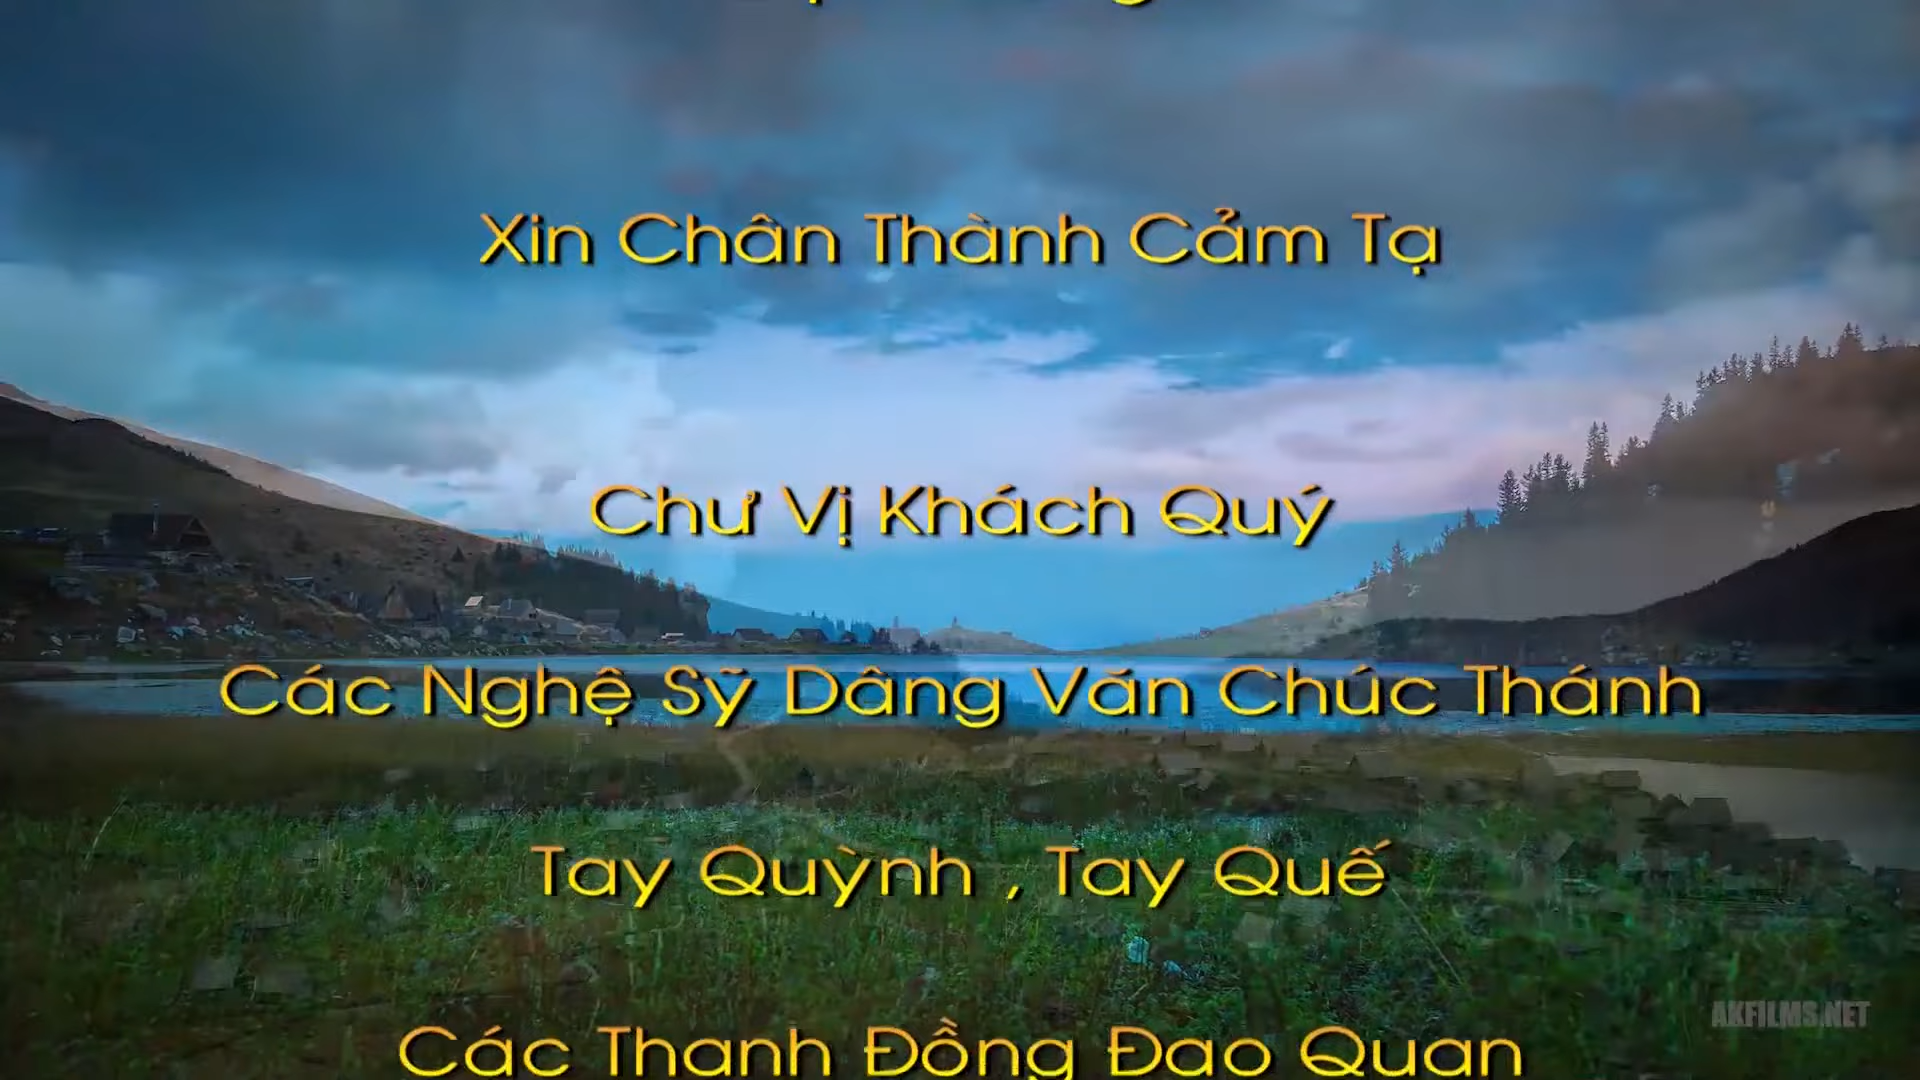 Xin Chân Thành Cảm Tạ
Chư Vị Khách Quý
Các Nghệ Sỹ Dâng Văn Chúc Thánh
Tay Quỳnh , Tay Quế
Các Thanh Đồng Đạo Quan
AKFILMS.NET